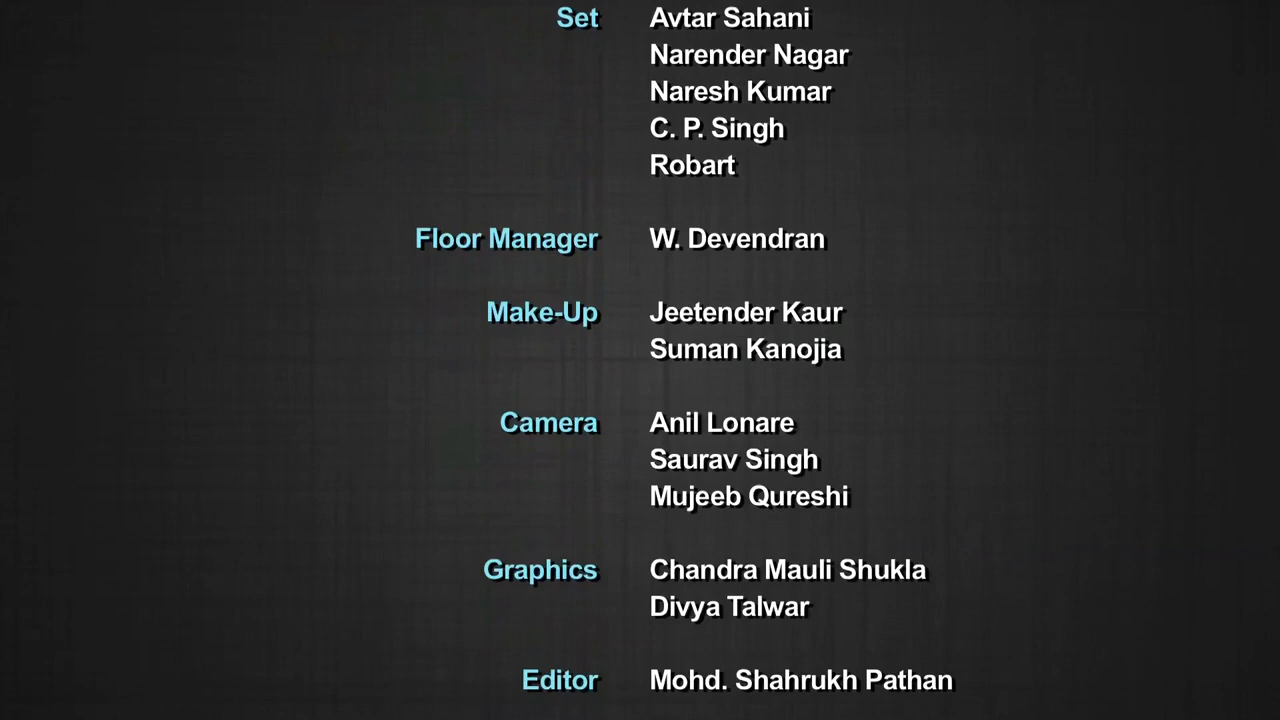 Set Avtar Sahani
Narender Nagar
Naresh Kumar
C. P. Singh
Robart
Floor Manager W. Devendran
Make-Up Jeetender Kaur
Suman Kanojia
Camera Anil Lonare
Saurav Singh
Mujeeb Qureshi
Graphics Chandra Mauli Shukla
Divya Talwar
Editor Mohd. Shahrukh Pathan